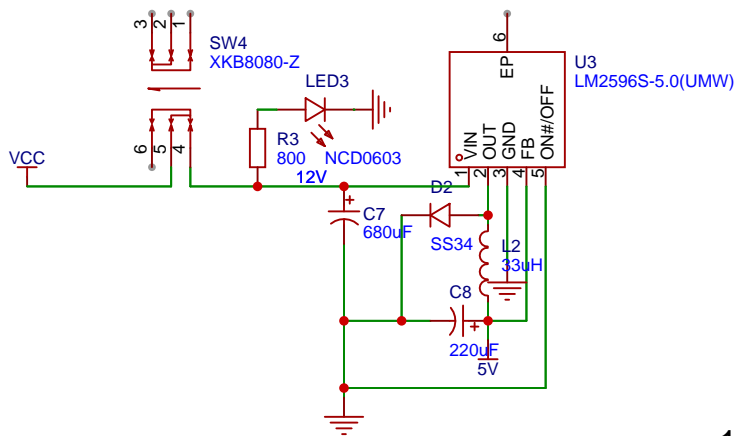 3
2
1
SW4
XKB8080-Z
6
5
4
VCC
LED3
NCD0603
R3
800
12V
C7
680uF
D2
SS34
L2
33uH
C8
220uF
5V
6
EP
U3
LM2596S-5.0(UMW)
VIN
OUT
GND
FB
ON#/OFF
1
2
3
4
5